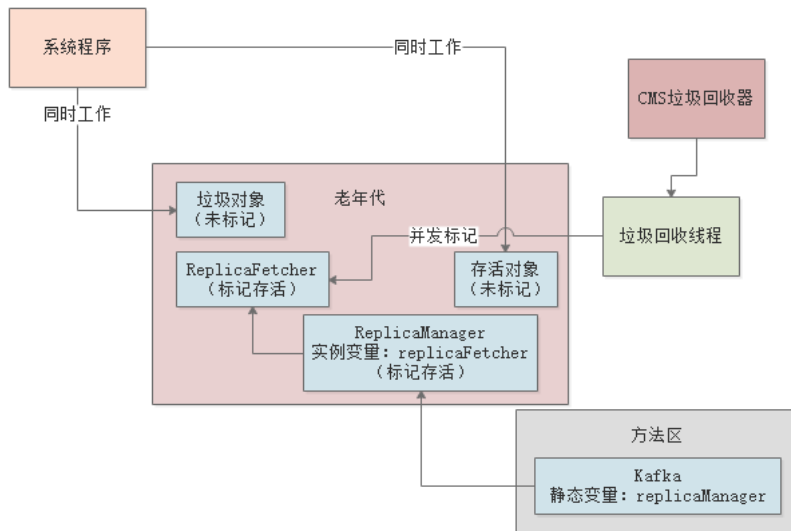 系统程序
同时工作
同时工作
CMS垃圾回收器
老年代
垃圾对象
(未标记)
垃圾回收线程
并发标记
ReplicaFetcher
(标记存活)
存活对象
(未标记)
ReplicaManager
实例变量：replicaFetcher
(标记存活)
方法区
Kafka
静态变量：replicaManager